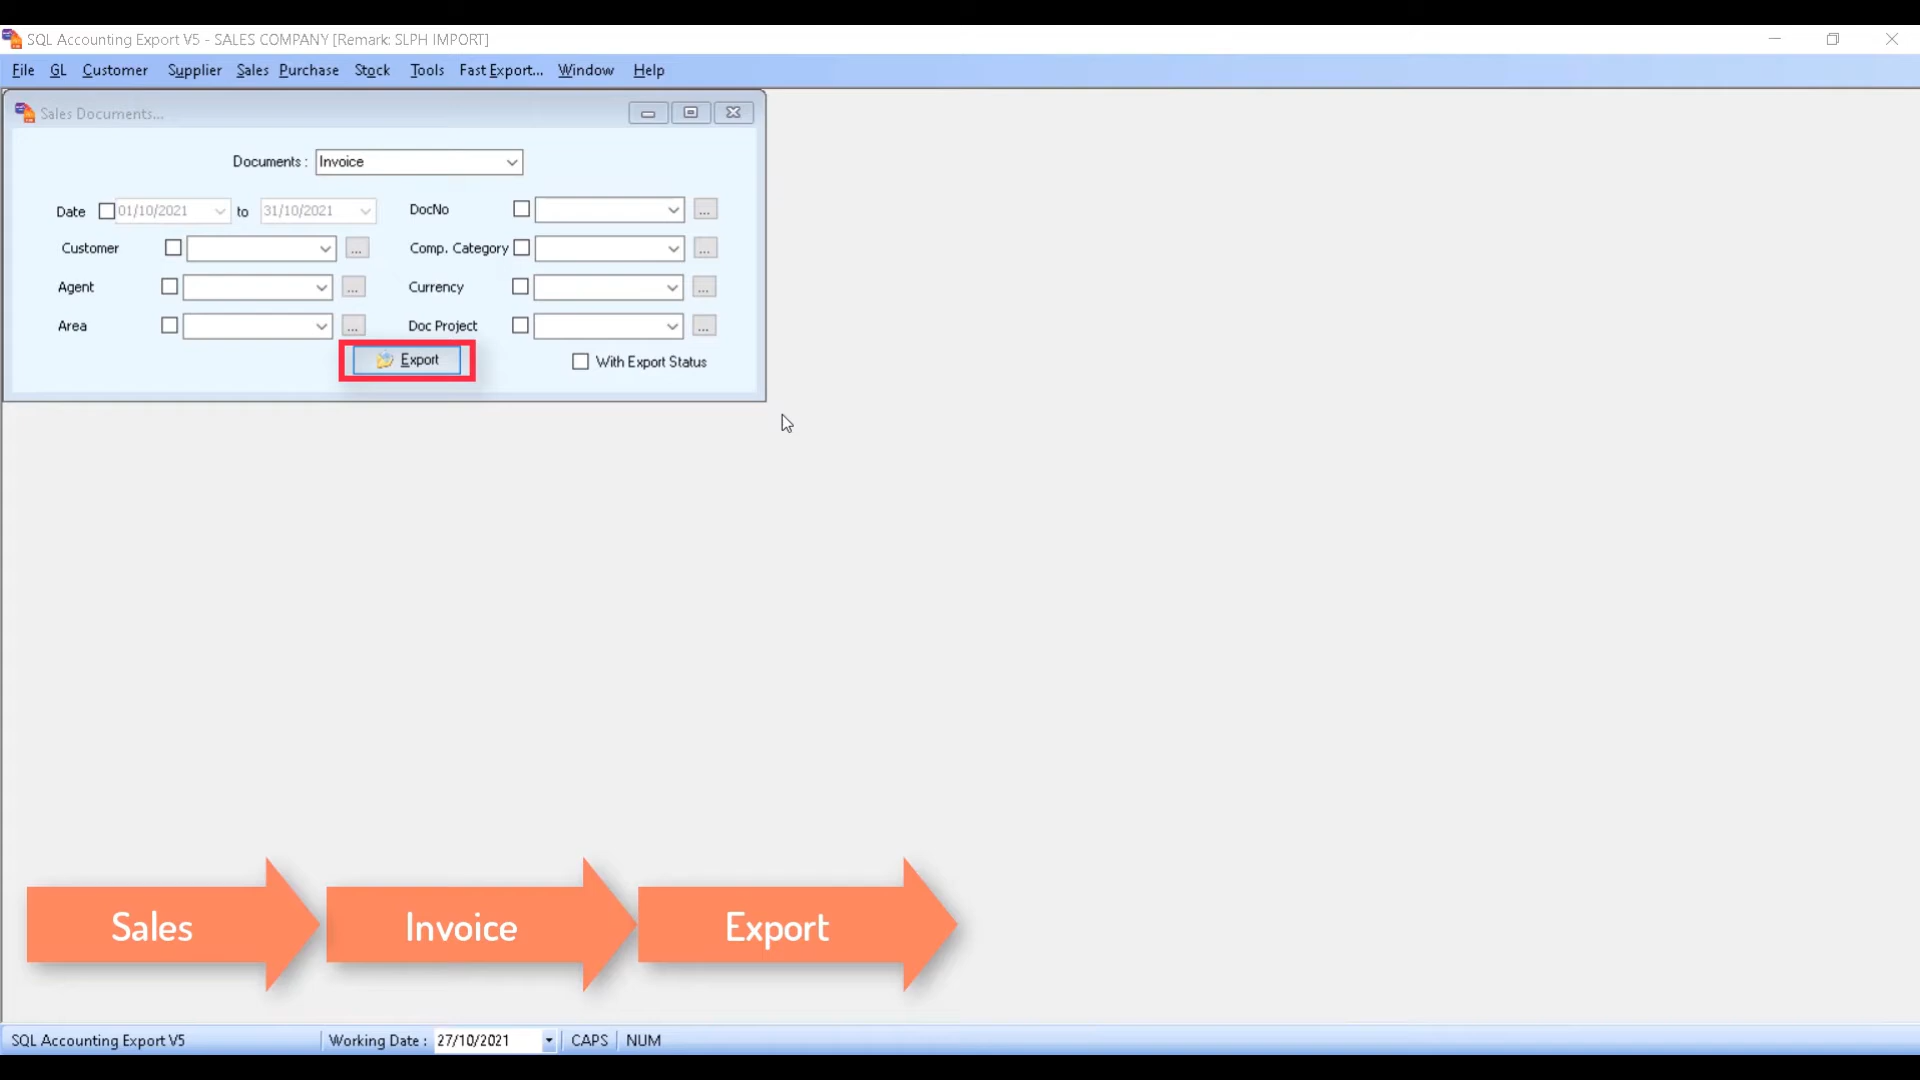 SQL Accounting Export V5 - SALES COMPANY [Remark: SLPH IMPORT]
File GL Customer Supplier Sales Purchase Stock Tools Fast Export... Window Help
Sales Documents...
Documents : Invoice
Date 01/10/2021 to 31/10/2021 DocNo ...
Customer ... Comp. Category ...
Agent ... Currency ...
Area ... Doc Project ...
Export With Export Status
Sales Invoice Export
SQL Accounting Export V5 Working Date : 27/10/2021 CAPS NUM